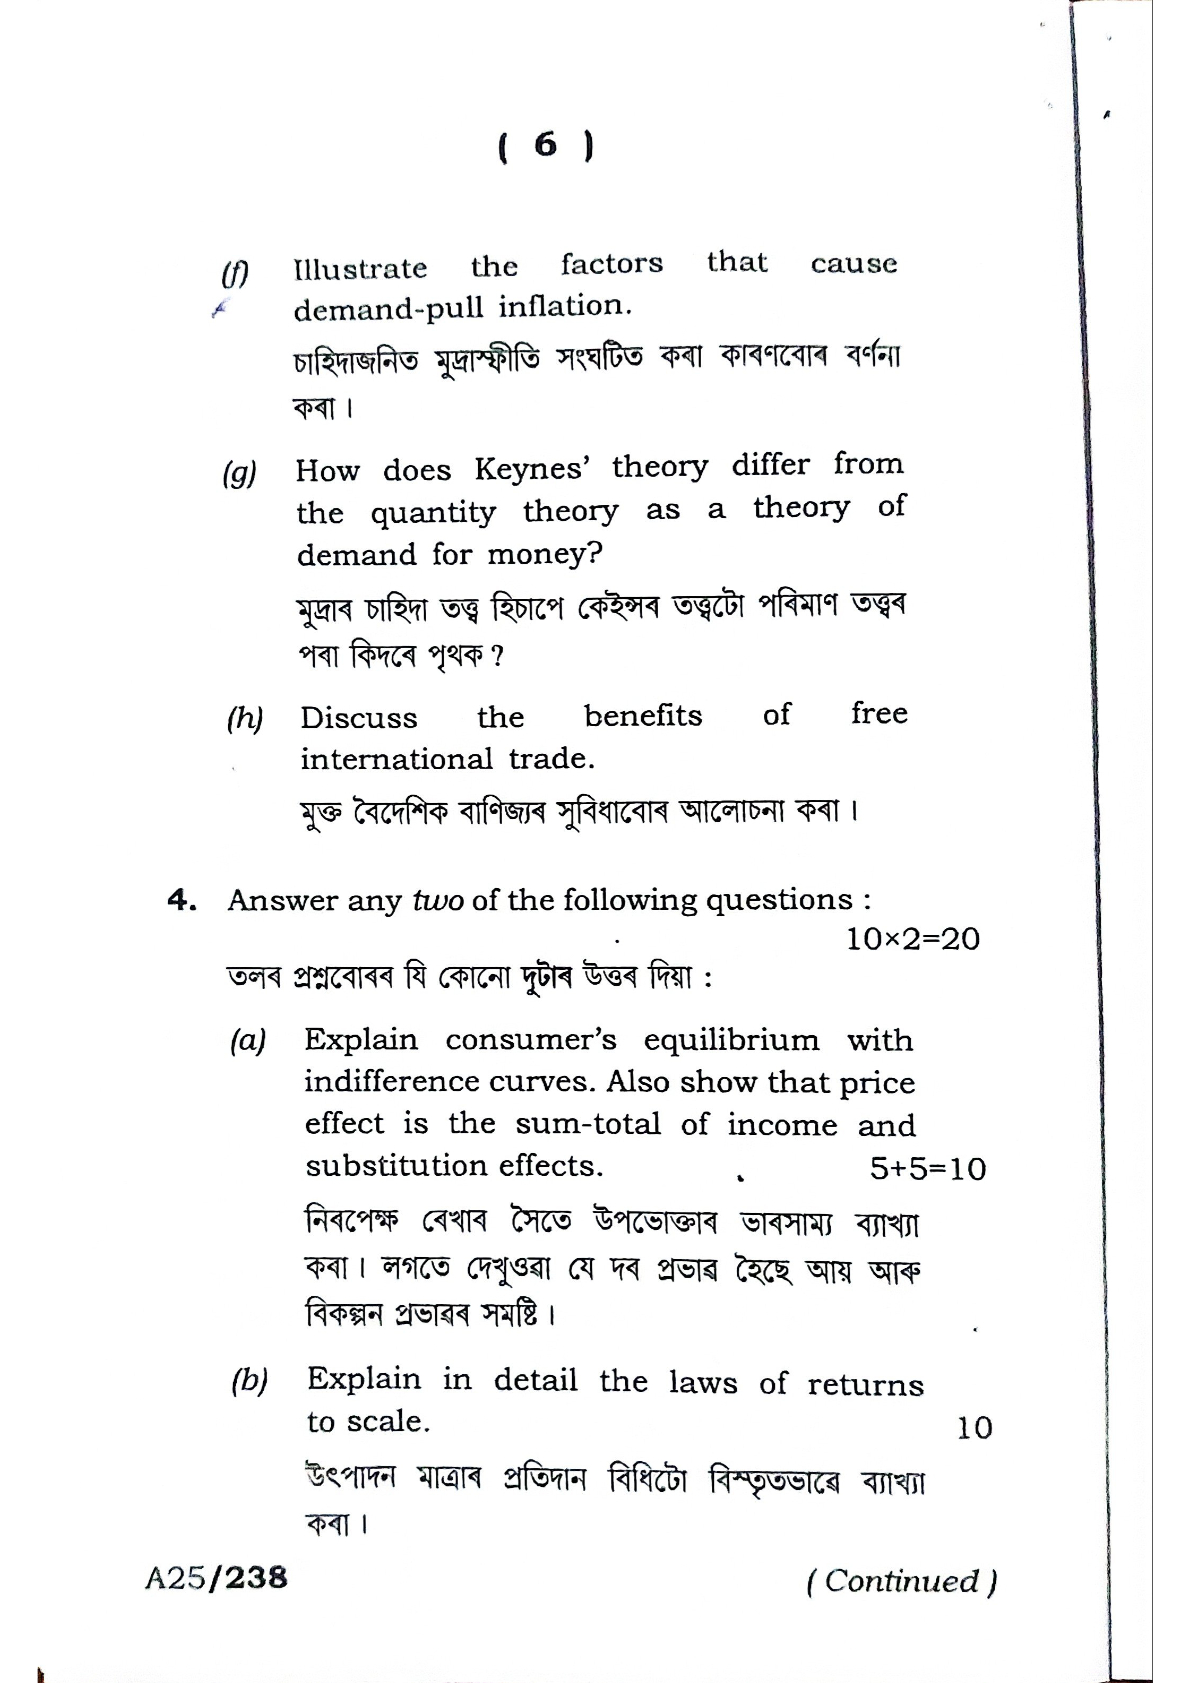 ( 6 )
(f) Illustrate the factors that cause
demand-pull inflation.
চাহিদাজনিত মুদ্ৰাস্ফীতি সংঘটিত কৰা কাৰণবোৰ বৰ্ণনা
কৰা ।
(g) How does Keynes’ theory differ from
the quantity theory as a theory of
demand for money?
মুদ্ৰাৰ চাহিদা তত্ত্ব হিচাপে কেইন্সৰ তত্ত্বটো পৰিমাণ তত্ত্বৰ
পৰা কিদৰে পৃথক ?
(h) Discuss the benefits of free
international trade.
মুক্ত বৈদেশিক বাণিজ্যৰ সুবিধাবোৰ আলোচনা কৰা ।
4. Answer any two of the following questions :
10×2=20
তলৰ প্ৰশ্নবোৰৰ যি কোনো দুটাৰ উত্তৰ দিয়া :
(a) Explain consumer’s equilibrium with
indifference curves. Also show that price
effect is the sum-total of income and
substitution effects. 5+5=10
নিৰপেক্ষ ৰেখাৰ সৈতে উপভোক্তাৰ ভাৰসাম্য ব্যাখ্যা
কৰা । লগতে দেখুওৱা যে দৰ প্ৰভাৱ হৈছে আয় আৰু
বিকল্পন প্ৰভাৱৰ সমষ্টি ।
(b) Explain in detail the laws of returns
to scale. 10
উৎপাদন মাত্ৰাৰ প্ৰতিদান বিধিটো বিস্তৃতভাৱে ব্যাখ্যা
কৰা ।
A25/238 ( Continued )